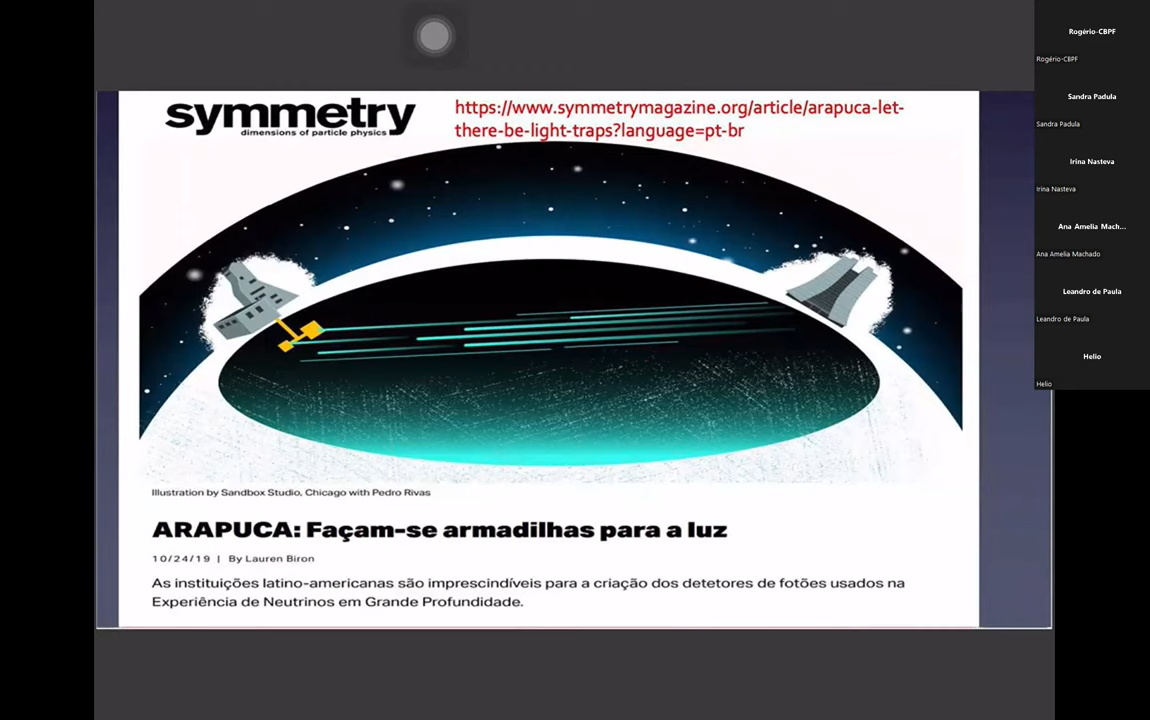 symmetry
dimensions of particle physics
https://www.symmetrymagazine.org/article/arapuca-let-
there-be-light-traps?language=pt-br
Illustration by Sandbox Studio, Chicago with Pedro Rivas
ARAPUCA: Façam-se armadilhas para a luz
10/24/19 | By Lauren Biron
As instituições latino-americanas são imprescindíveis para a criação dos detetores de fotões usados na
Experiência de Neutrinos em Grande Profundidade.
Rogério-CBPF
Rogério-CBPF
Sandra Padula
Sandra Padula
Irina Nasteva
Irina Nasteva
Ana Amelia Mach...
Ana Amelia Machado
Leandro de Paula
Leandro de Paula
Helio
Helio